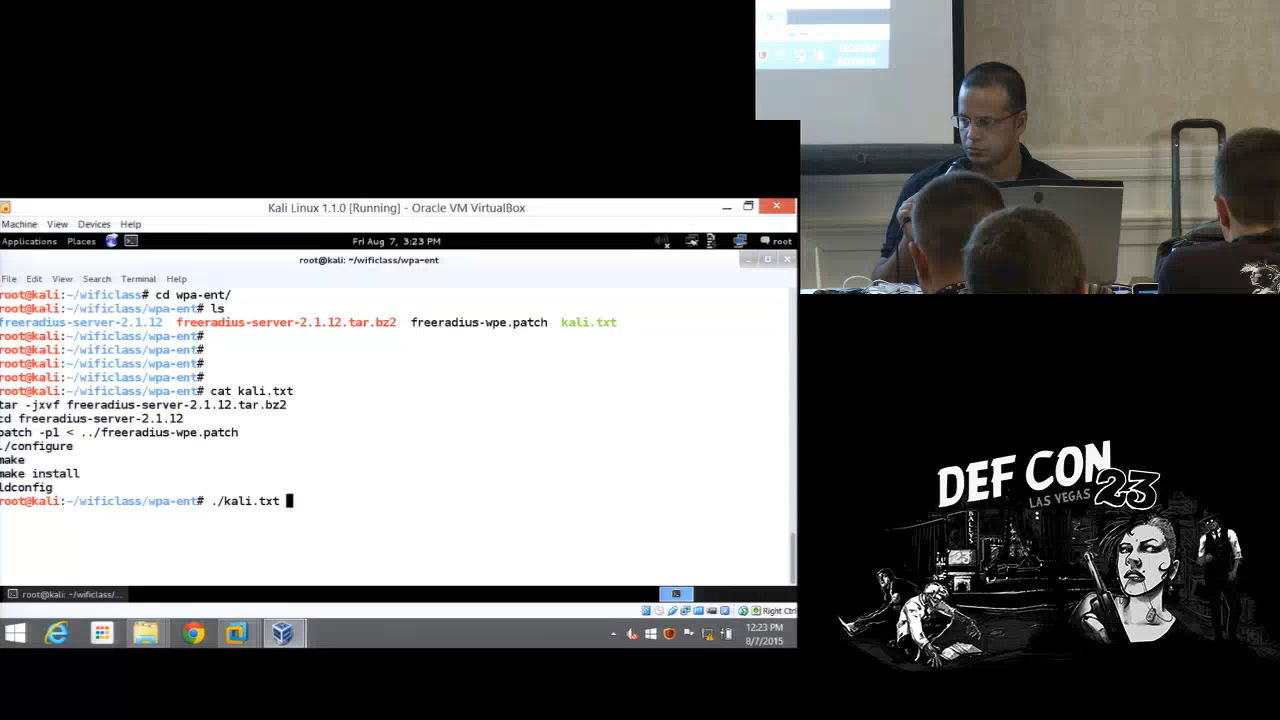 Kali Linux 1.1.0 [Running] - Oracle VM VirtualBox
Machine View Devices Help
Applications Places Fri Aug 7, 3:23 PM root
root@kali: ~/wificlass/wpa-ent
File Edit View Search Terminal Help
root@kali:~/wificlass# cd wpa-ent/
root@kali:~/wificlass/wpa-ent# ls
freeradius-server-2.1.12 freeradius-server-2.1.12.tar.bz2 freeradius-wpe.patch kali.txt
root@kali:~/wificlass/wpa-ent#
root@kali:~/wificlass/wpa-ent#
root@kali:~/wificlass/wpa-ent#
root@kali:~/wificlass/wpa-ent#
root@kali:~/wificlass/wpa-ent# cat kali.txt
tar -jxvf freeradius-server-2.1.12.tar.bz2
cd freeradius-server-2.1.12
patch -p1 < ../freeradius-wpe.patch
./configure
make
make install
ldconfig
root@kali:~/wificlass/wpa-ent# ./kali.txt
root@kali: ~/wificlass/...
Right Ctrl
12:23 PM
8/7/2015
DEF CON
LAS VEGAS 23
BALLYS
23